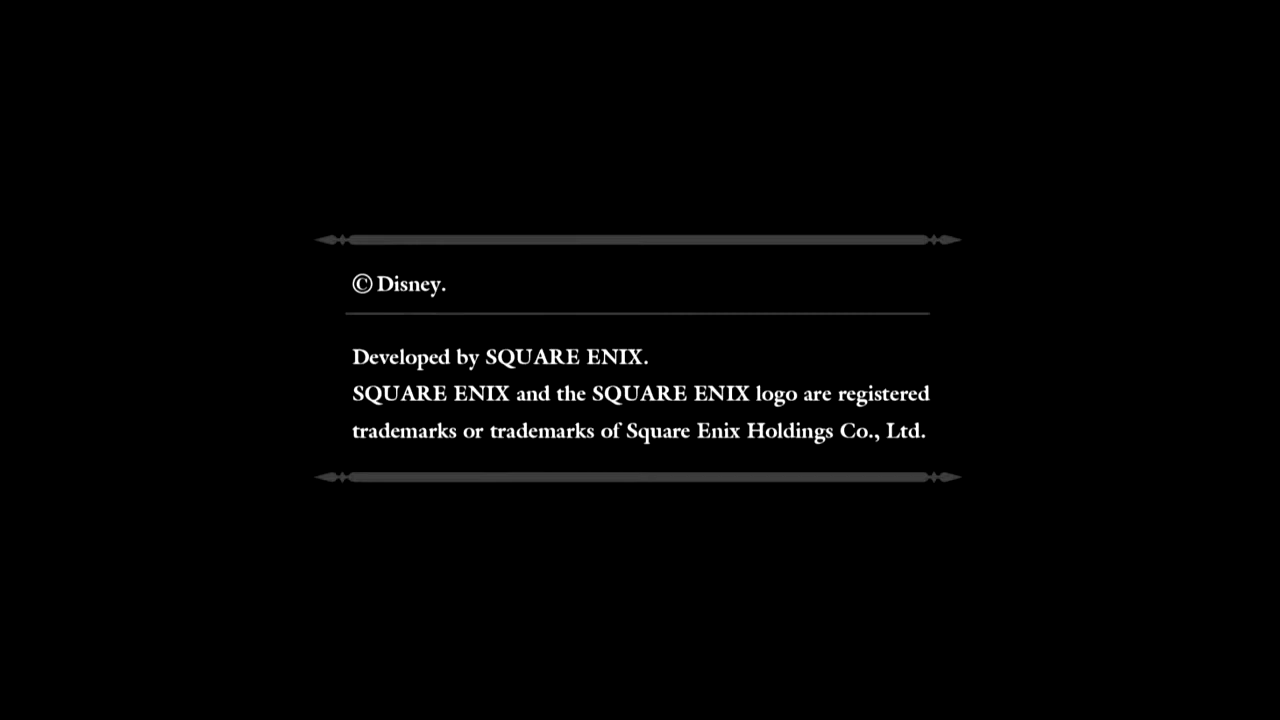 © Disney.
Developed by SQUARE ENIX.
SQUARE ENIX and the SQUARE ENIX logo are registered
trademarks or trademarks of Square Enix Holdings Co., Ltd.